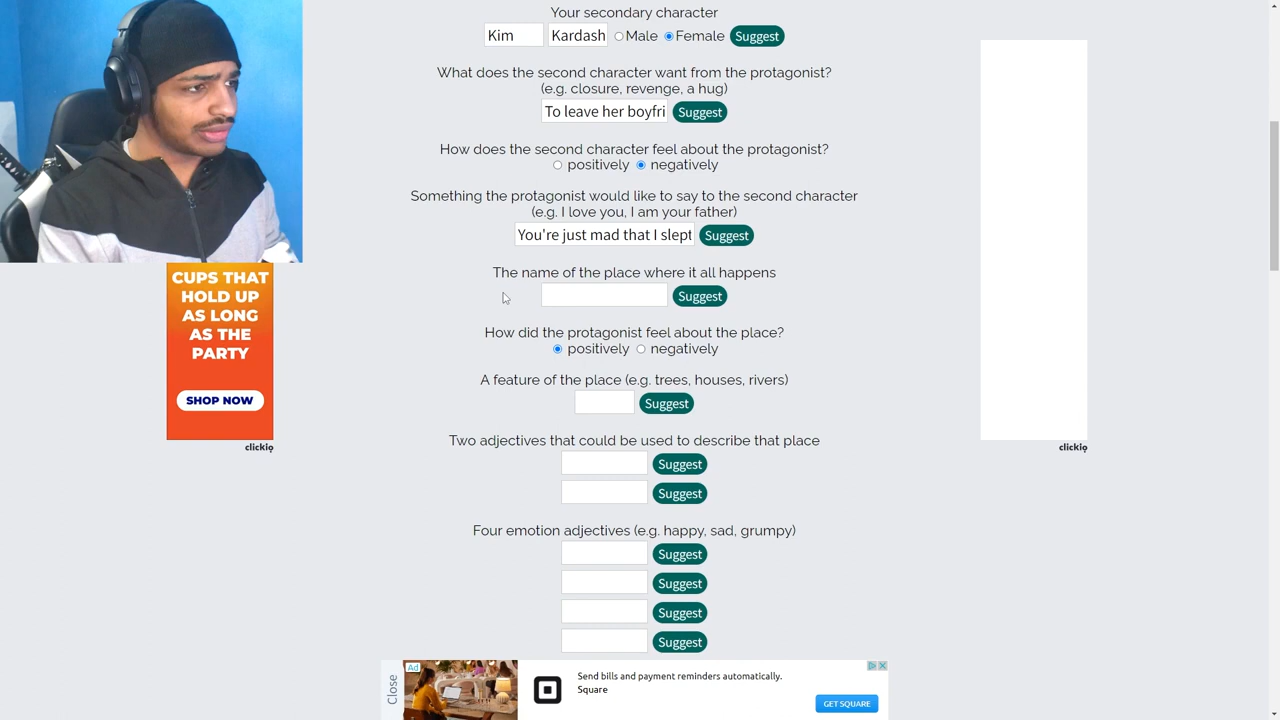 Your secondary character
Kim Kardash Male Female Suggest
What does the second character want from the protagonist?
(e.g. closure, revenge, a hug)
To leave her boyfri Suggest
How does the second character feel about the protagonist?
positively negatively
Something the protagonist would like to say to the second character
(e.g. I love you, I am your father)
You're just mad that I slept Suggest
The name of the place where it all happens
Suggest
How did the protagonist feel about the place?
positively negatively
A feature of the place (e.g. trees, houses, rivers)
Suggest
Two adjectives that could be used to describe that place
Suggest
Suggest
Four emotion adjectives (e.g. happy, sad, grumpy)
Suggest
Suggest
Suggest
Suggest
CUPS THAT
HOLD UP
AS LONG
AS THE
PARTY
SHOP NOW
clickio
clickio
Close
Ad
Send bills and payment reminders automatically.
Square
GET SQUARE